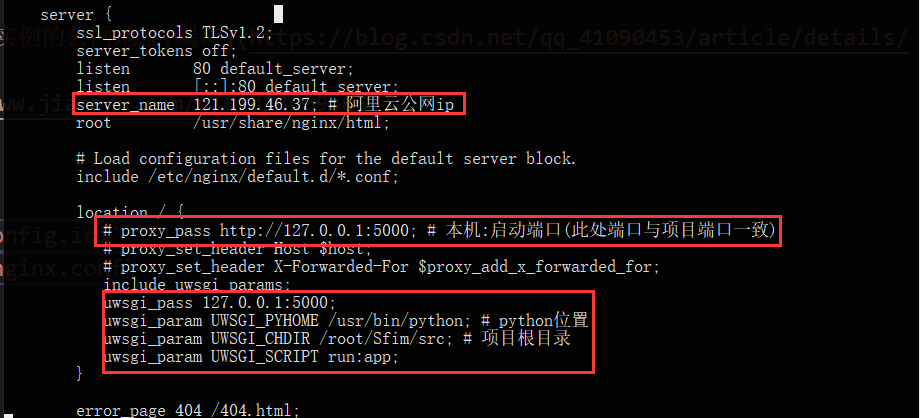 server {
ssl_protocols TLSv1.2;
实例的 (https://blog.csdn.net/qq_41090453/article/details/
server_tokens off;
listen 80 default_server;
listen [::]:80 default_server;
server_name 121.199.46.37; # 阿里云公网ip
root /usr/share/nginx/html;
# Load configuration files for the default server block.
include /etc/nginx/default.d/*.conf;
location / {
# proxy_pass http://127.0.0.1:5000; # 本机:启动端口(此处端口与项目端口一致)
# proxy_set_header Host $host;
# proxy_set_header X-Forwarded-For $proxy_add_x_forwarded_for;
include uwsgi_params;
uwsgi_pass 127.0.0.1:5000;
uwsgi_param UWSGI_PYHOME /usr/bin/python; # python位置
uwsgi_param UWSGI_CHDIR /root/Sfim/src; # 项目根目录
uwsgi_param UWSGI_SCRIPT run:app;
}
error_page 404 /404.html;